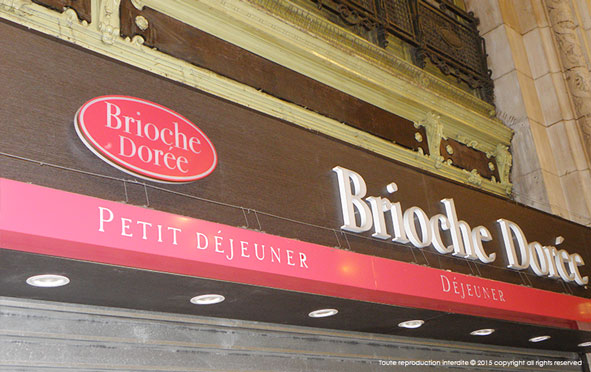 Brioche
Dorée
Brioche Dorée
PETIT DÉJEUNER
DÉJEUNER
Toute reproduction interdite © 2015 copyright all rights reserved